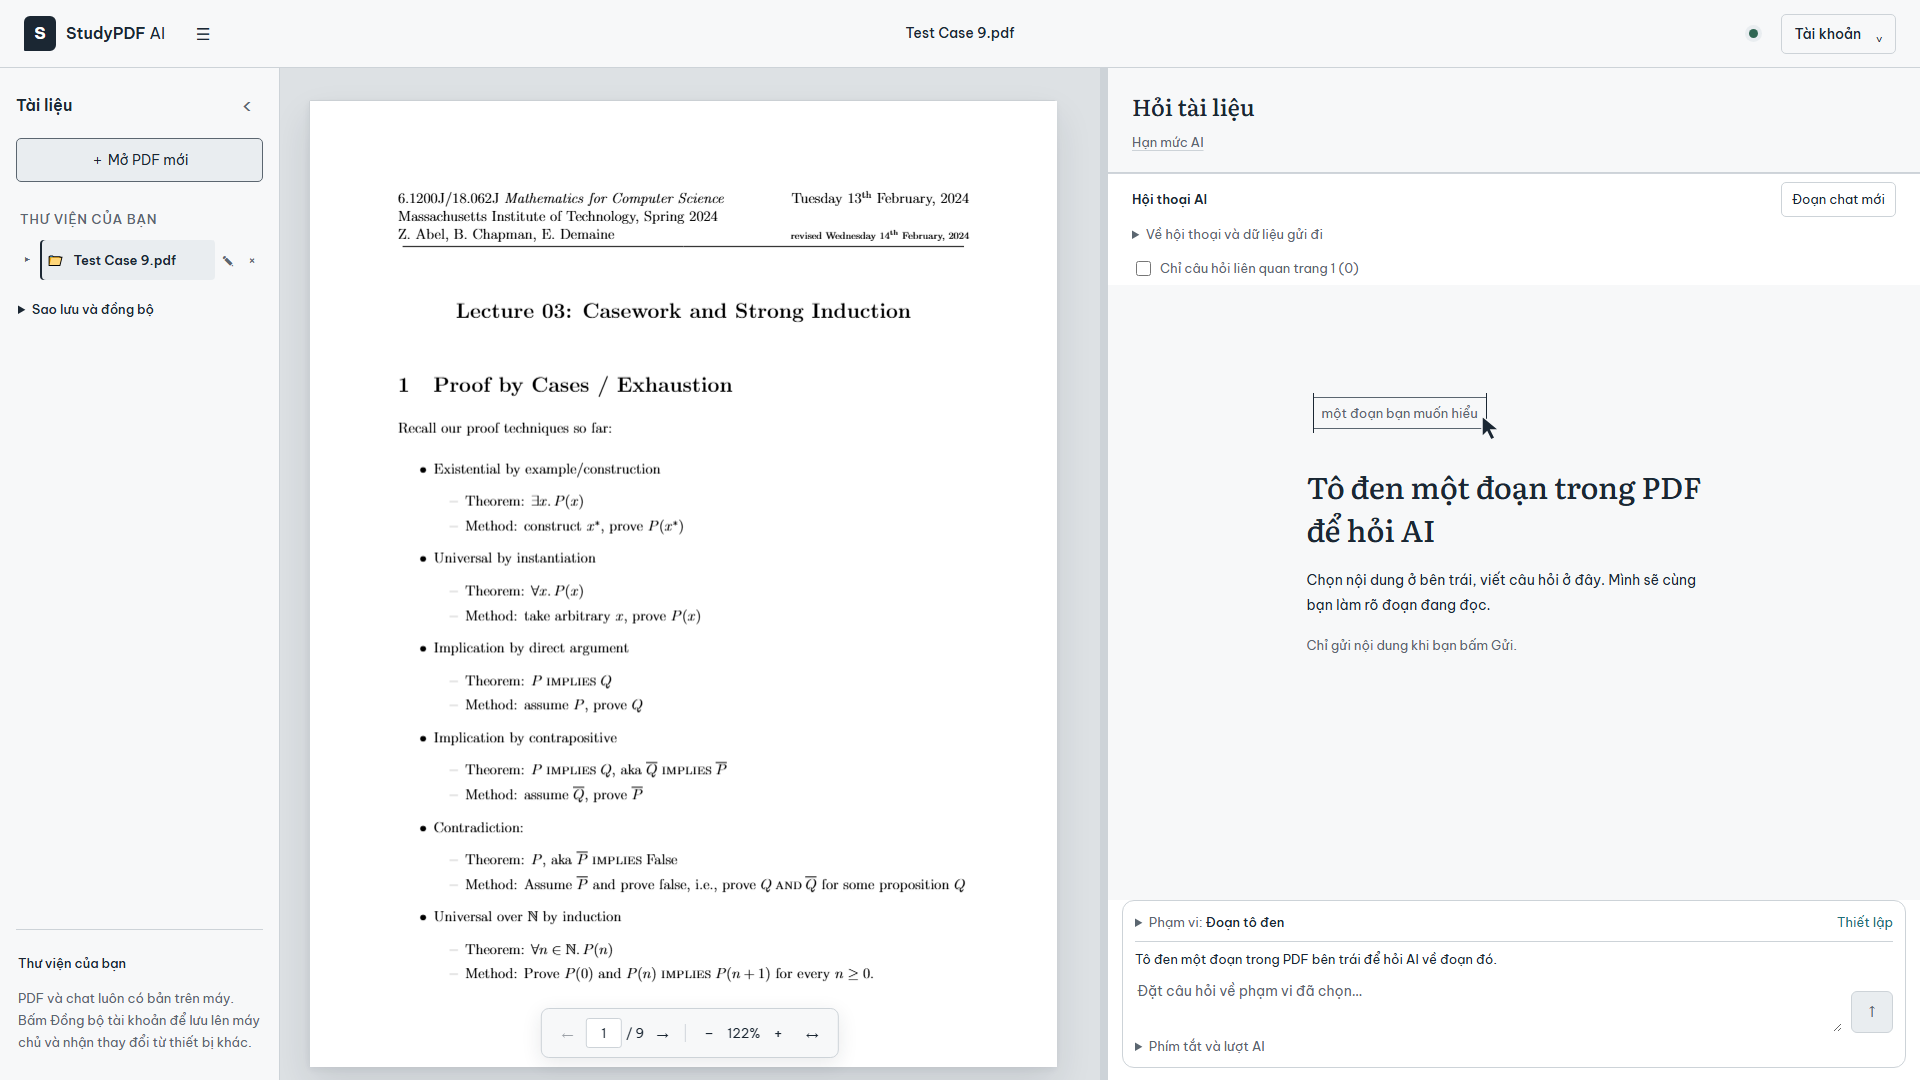 S StudyPDF AI ☰
Test Case 9.pdf
Tài khoản v
Tài liệu <
+ Mở PDF mới
THƯ VIỆN CỦA BẠN
▸ 📁 Test Case 9.pdf ✎ ×
▶ Sao lưu và đồng bộ
Thư viện của bạn
PDF và chat luôn có bản trên máy.
Bấm Đồng bộ tài khoản để lưu lên máy
chủ và nhận thay đổi từ thiết bị khác.
6.1200J/18.062J Mathematics for Computer Science Tuesday 13th February, 2024
Massachusetts Institute of Technology, Spring 2024
Z. Abel, B. Chapman, E. Demaine revised Wednesday 14th February, 2024
Lecture 03: Casework and Strong Induction
1 Proof by Cases / Exhaustion
Recall our proof techniques so far:
• Existential by example/construction
– Theorem: ∃x. P(x)
– Method: construct x*, prove P(x*)
• Universal by instantiation
– Theorem: ∀x. P(x)
– Method: take arbitrary x, prove P(x)
• Implication by direct argument
– Theorem: P IMPLIES Q
– Method: assume P, prove Q
• Implication by contrapositive
– Theorem: P IMPLIES Q, aka Q̅ IMPLIES P̅
– Method: assume Q̅, prove P̅
• Contradiction:
– Theorem: P, aka P̅ IMPLIES False
– Method: Assume P̅ and prove false, i.e., prove Q AND Q̅ for some proposition Q
• Universal over ℕ by induction
– Theorem: ∀n ∈ ℕ. P(n)
– Method: Prove P(0) and P(n) IMPLIES P(n + 1) for every n ≥ 0.
← 1 / 9 → − 122% + ↔
Hỏi tài liệu
Hạn mức AI
Hội thoại AI
Đoạn chat mới
▶ Về hội thoại và dữ liệu gửi đi
Chỉ câu hỏi liên quan trang 1 (0)
một đoạn bạn muốn hiểu
Tô đen một đoạn trong PDF
để hỏi AI
Chọn nội dung ở bên trái, viết câu hỏi ở đây. Mình sẽ cùng
bạn làm rõ đoạn đang đọc.
Chỉ gửi nội dung khi bạn bấm Gửi.
▶ Phạm vi: Đoạn tô đen Thiết lập
Tô đen một đoạn trong PDF bên trái để hỏi AI về đoạn đó.
Đặt câu hỏi về phạm vi đã chọn...
↑
▶ Phím tắt và lượt AI